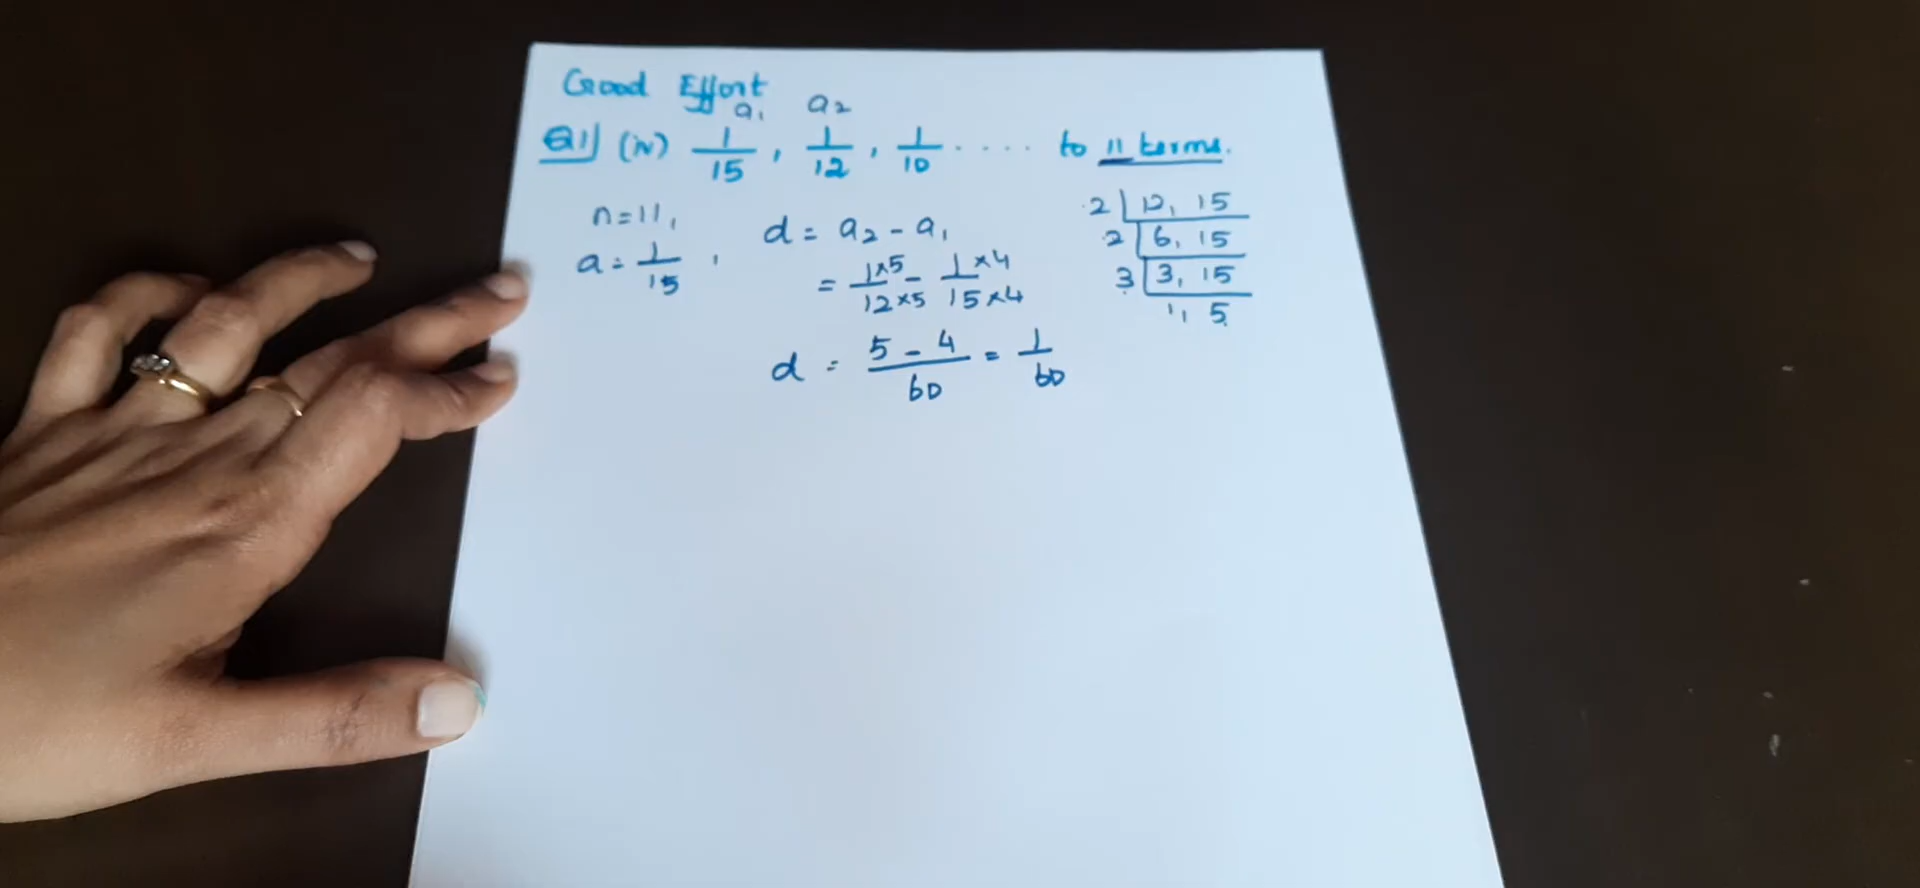 Good Effort
a₁ a₂
Q1) (iv) 1/15, 1/12, 1/10 .... to 11 terms.
n=11,
a = 1/15,
d = a₂ - a₁
= 1×5/12×5 - 1×4/15×4
d = 5-4/60 = 1/60
2 | 12, 15
2 | 6, 15
3 | 3, 15
1, 5